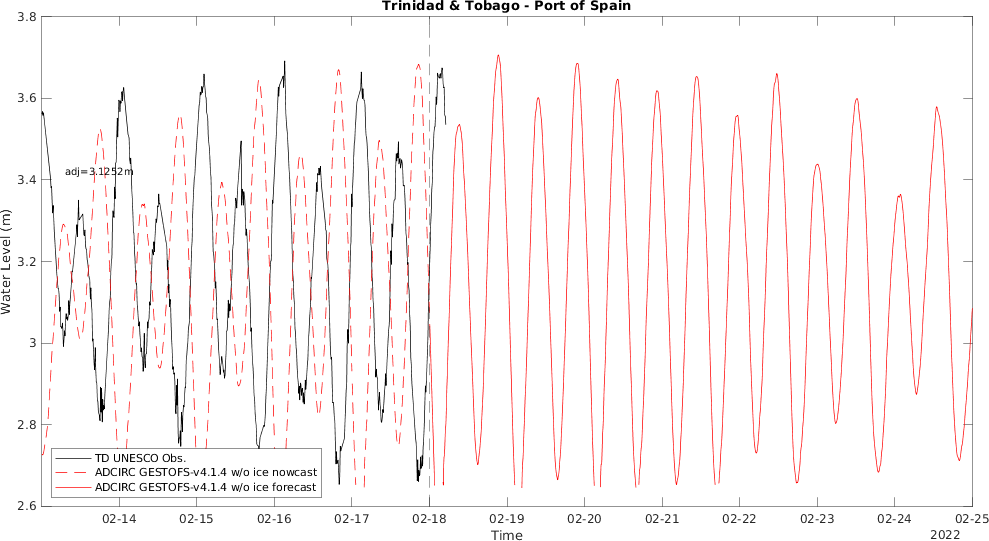 Trinidad & Tobago - Port of Spain
3.8
3.6
3.4
3.2
3
2.8
2.6
Water Level (m)
adj=3.1252m
TD UNESCO Obs.
ADCIRC GESTOFS-v4.1.4 w/o ice nowcast
ADCIRC GESTOFS-v4.1.4 w/o ice forecast
02-14 02-15 02-16 02-17 02-18 02-19 02-20 02-21 02-22 02-23 02-24 02-25
Time
2022